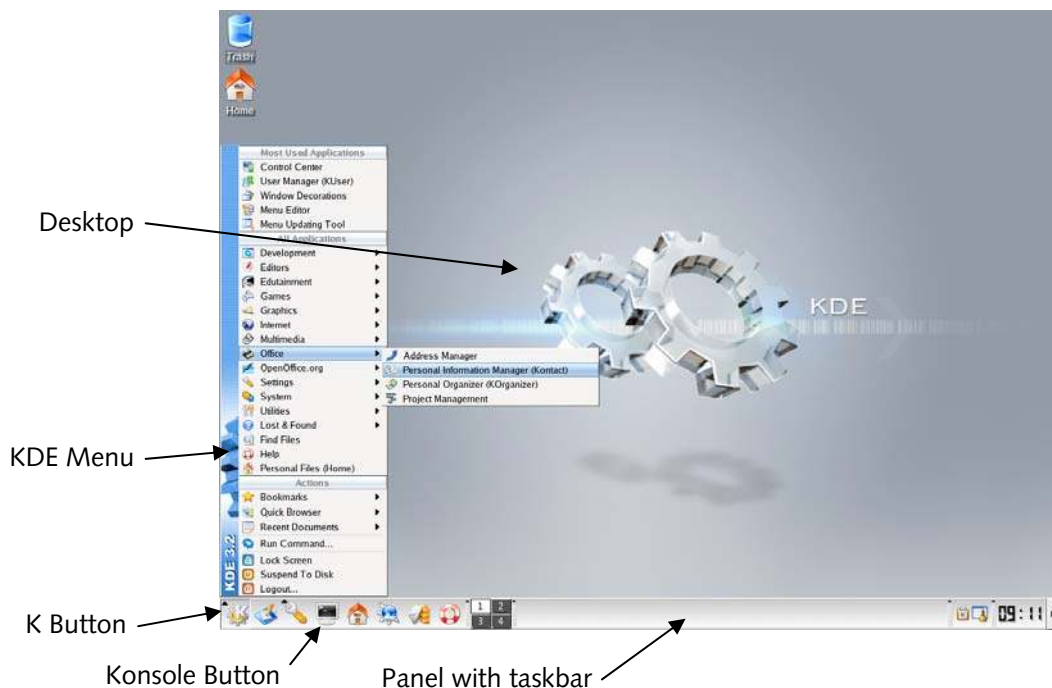 Trash
Home
Most Used Applications
Control Center
User Manager (KUser)
Window Decorations
Menu Editor
Menu Updating Tool
All Applications
Development
Editors
Edutainment
Games
Graphics
Internet
Multimedia
Office
OpenOffice.org
Settings
System
Utilities
Lost & Found
Find Files
Help
Personal Files (Home)
Actions
Bookmarks
Quick Browser
Recent Documents
Run Command...
Lock Screen
Suspend To Disk
Logout...
KDE 3.2
Address Manager
Personal Information Manager (Kontact)
Personal Organizer (KOrganizer)
Project Management
KDE
1 2
3 4
09:11
Desktop
KDE Menu
K Button
Konsole Button
Panel with taskbar